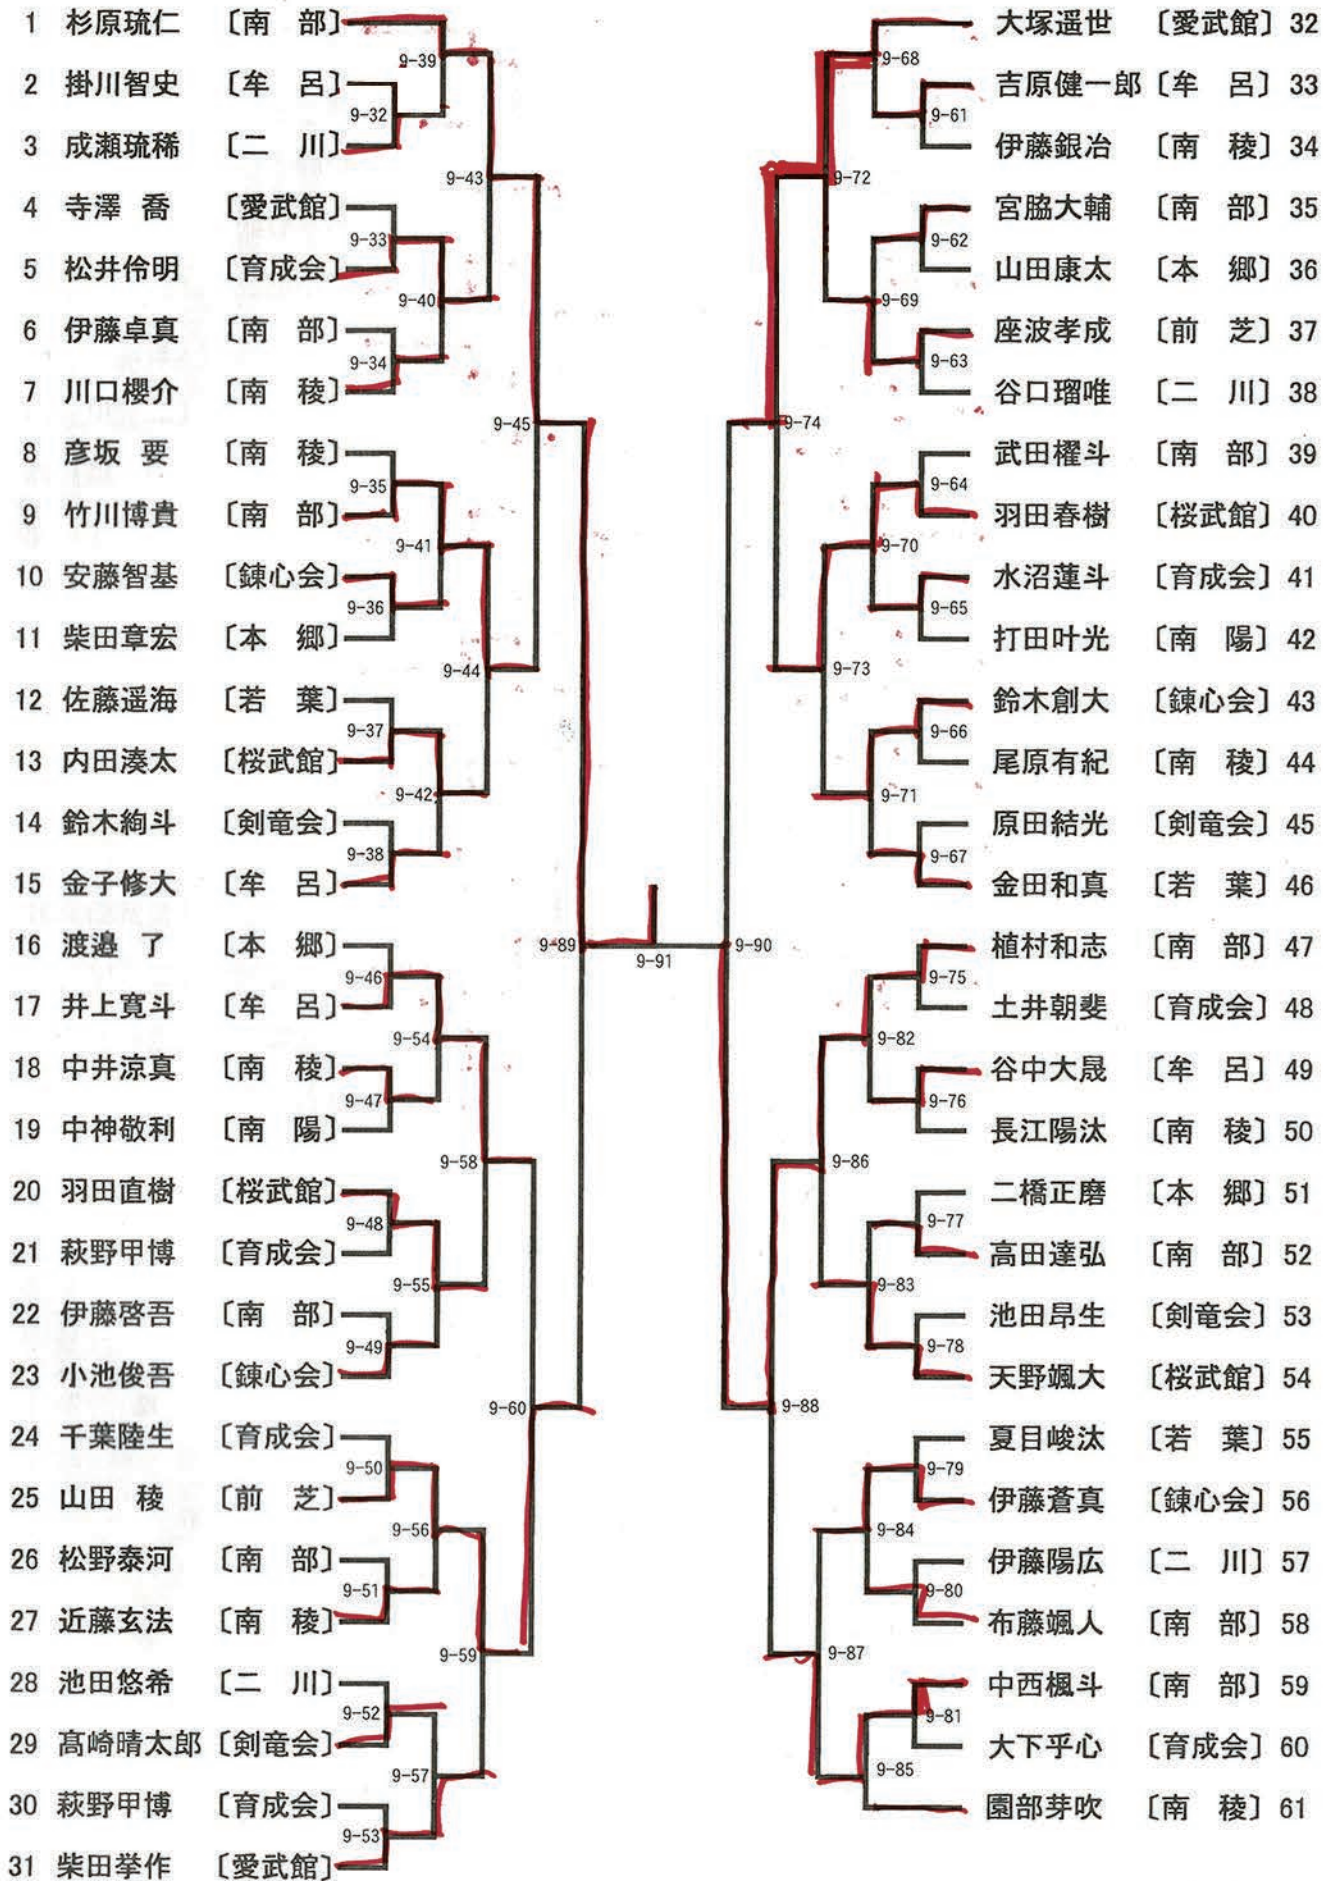 1 杉原琉仁 〔南 部〕
2 掛川智史 〔牟 呂〕
3 成瀬琉稀 〔二 川〕
4 寺澤 喬 〔愛武館〕
5 松井伶明 〔育成会〕
6 伊藤卓真 〔南 部〕
7 川口櫻介 〔南 稜〕
8 彦坂 要 〔南 稜〕
9 竹川博貴 〔南 部〕
10 安藤智基 〔錬心会〕
11 柴田章宏 〔本 郷〕
12 佐藤遥海 〔若 葉〕
13 内田湊太 〔桜武館〕
14 鈴木絢斗 〔剣竜会〕
15 金子修大 〔牟 呂〕
16 渡邉 了 〔本 郷〕
17 井上寛斗 〔牟 呂〕
18 中井涼真 〔南 稜〕
19 中神敬利 〔南 陽〕
20 羽田直樹 〔桜武館〕
21 萩野甲博 〔育成会〕
22 伊藤啓吾 〔南 部〕
23 小池俊吾 〔錬心会〕
24 千葉陸生 〔育成会〕
25 山田 稜 〔前 芝〕
26 松野泰河 〔南 部〕
27 近藤玄法 〔南 稜〕
28 池田悠希 〔二 川〕
29 髙崎晴太郎 〔剣竜会〕
30 萩野甲博 〔育成会〕
31 柴田挙作 〔愛武館〕
9-32
9-33
9-34
9-35
9-36
9-37
9-38
9-46
9-47
9-48
9-49
9-50
9-51
9-52
9-53
9-39
9-40
9-41
9-42
9-54
9-55
9-56
9-57
9-43
9-44
9-58
9-59
9-45
9-60
9-89
9-91
9-90
9-74
9-88
9-72
9-73
9-86
9-87
9-68
9-69
9-70
9-71
9-82
9-83
9-84
9-85
9-61
9-62
9-63
9-64
9-65
9-66
9-67
9-75
9-76
9-77
9-78
9-79
9-80
9-81
大塚遥世 〔愛武館〕 32
吉原健一郎 〔牟 呂〕 33
伊藤銀冶 〔南 稜〕 34
宮脇大輔 〔南 部〕 35
山田康太 〔本 郷〕 36
座波孝成 〔前 芝〕 37
谷口瑠唯 〔二 川〕 38
武田櫂斗 〔南 部〕 39
羽田春樹 〔桜武館〕 40
水沼蓮斗 〔育成会〕 41
打田叶光 〔南 陽〕 42
鈴木創大 〔錬心会〕 43
尾原有紀 〔南 稜〕 44
原田結光 〔剣竜会〕 45
金田和真 〔若 葉〕 46
植村和志 〔南 部〕 47
土井朝斐 〔育成会〕 48
谷中大晟 〔牟 呂〕 49
長江陽汰 〔南 稜〕 50
二橋正磨 〔本 郷〕 51
高田達弘 〔南 部〕 52
池田昂生 〔剣竜会〕 53
天野颯大 〔桜武館〕 54
夏目峻汰 〔若 葉〕 55
伊藤蒼真 〔錬心会〕 56
伊藤陽広 〔二 川〕 57
布藤颯人 〔南 部〕 58
中西楓斗 〔南 部〕 59
大下乎心 〔育成会〕 60
園部芽吹 〔南 稜〕 61